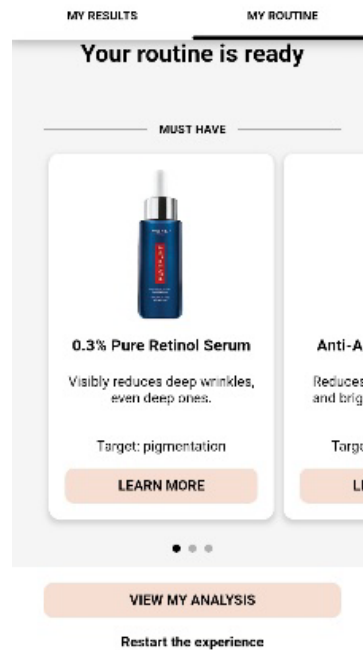 MY RESULTS MY ROUTINE
Your routine is ready
MUST HAVE
0.3% Pure Retinol Serum
Visibly reduces deep wrinkles,
even deep ones.
Target: pigmentation
LEARN MORE
Anti-A
Reduces
and brig
Targe
LE
VIEW MY ANALYSIS
Restart the experience